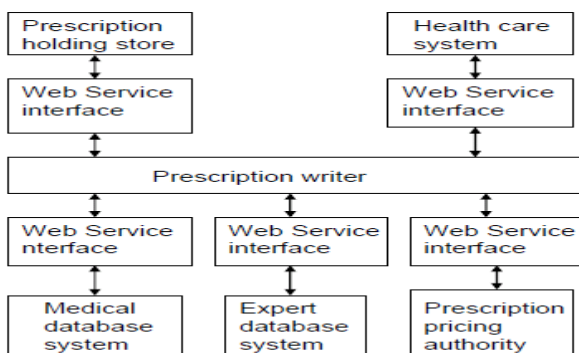 Prescription
holding store
Health care
system
Web Service
interface
Web Service
interface
Prescription writer
Web Service
nterface
Web Service
interface
Web Service
interface
Medical
database
system
Expert
database
system
Prescription
pricing
authority